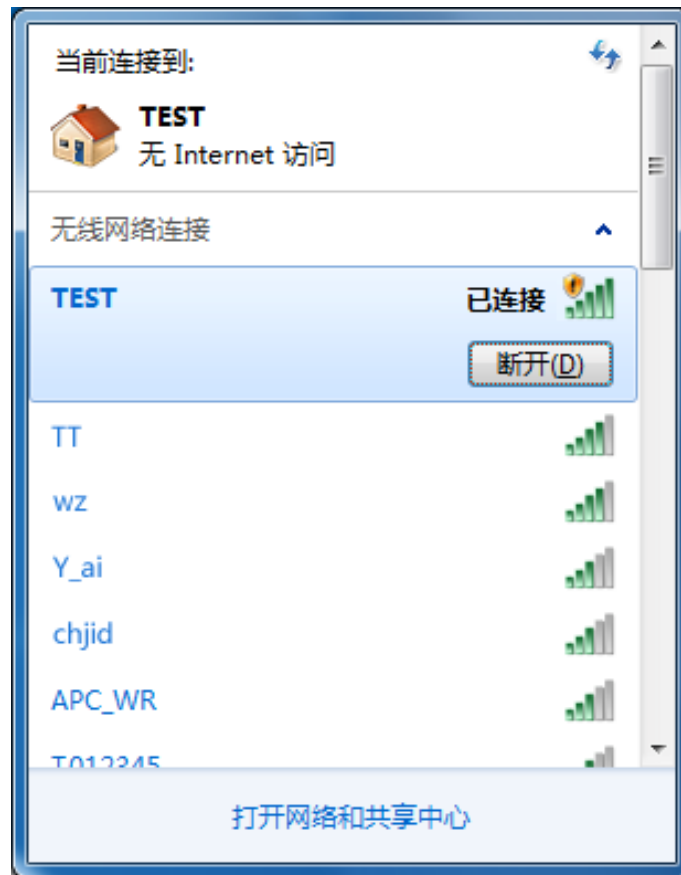 当前连接到:
TEST
无 Internet 访问
无线网络连接
TEST 已连接
断开(D)
TT
wz
Y_ai
chjid
APC_WR
T012345
打开网络和共享中心